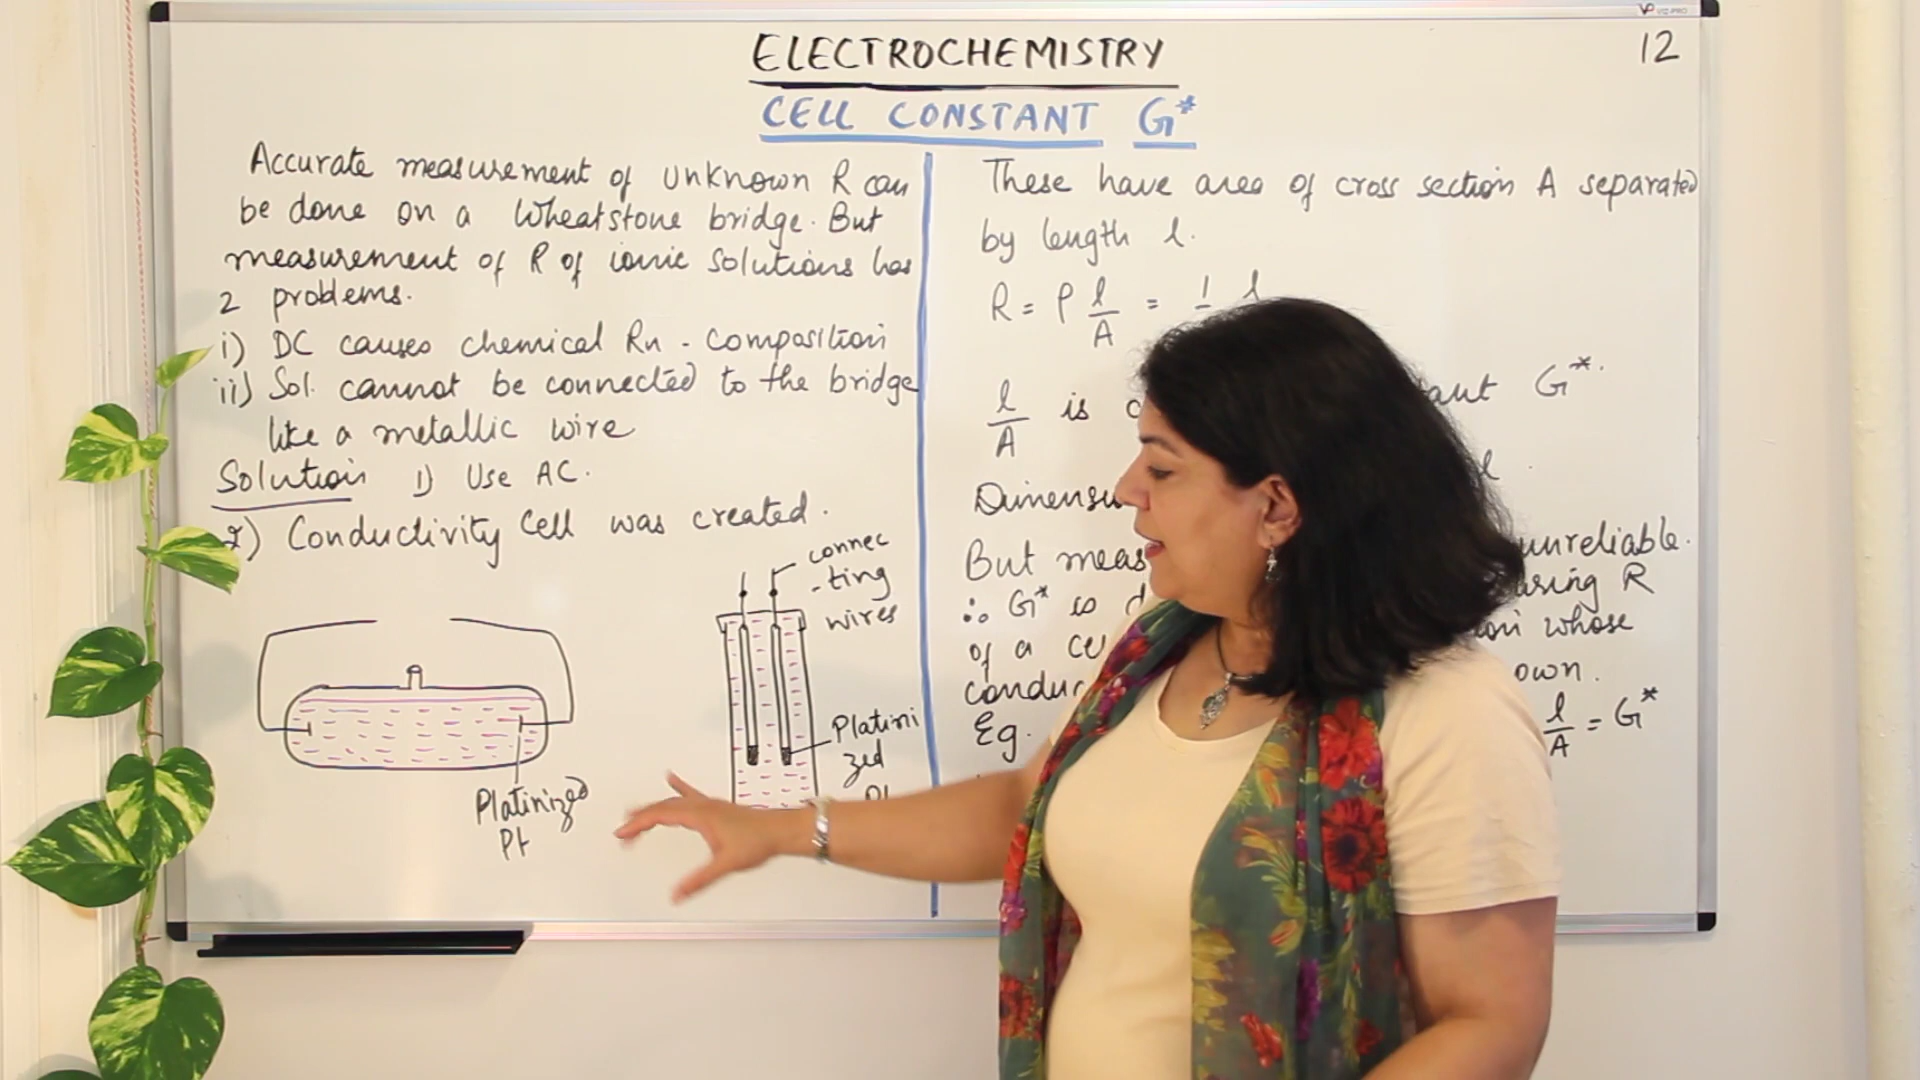 VIZ-PRO
ELECTROCHEMISTRY
12
CELL CONSTANT G*
Accurate measurement of unknown R can
be done on a Wheatstone bridge. But
measurement of R of ionic solutions has
2 problems.
i) DC causes chemical Rn - composition
ii) Sol. cannot be connected to the bridge
like a metallic wire
Solution 1) Use AC.
2) Conductivity Cell was created.
connec
-ting
wires
Platinized
Pt
Platini
zed
These have area of cross section A separated
by length l.
R = ρ l/A = 1 l
l/A is G*.
l.
But unreliable.
∴ G* is R
of a whose
Eg. l/A = G*